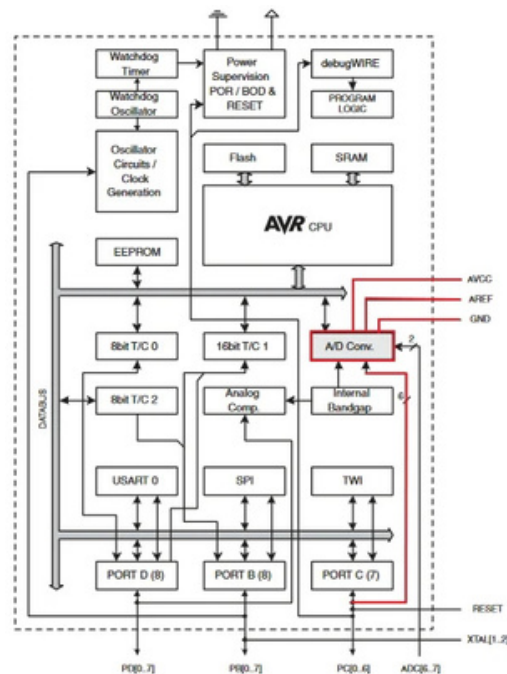 Watchdog
Timer
Power
Supervision
POR / BOD &
RESET
debugWIRE
Watchdog
Oscillator
PROGRAM
LOGIC
Oscillator
Circuits /
Clock
Generation
Flash
SRAM
AVR CPU
EEPROM
AVCC
AREF
GND
8bit T/C 0
16bit T/C 1
A/D Conv.
2
DATABUS
8bit T/C 2
Analog
Comp.
Internal
Bandgap
6
USART 0
SPI
TWI
PORT D (8)
PORT B (8)
PORT C (7)
RESET
XTAL[1..2]
PD[0..7]
PB[0..7]
PC[0..6]
ADC[6..7]